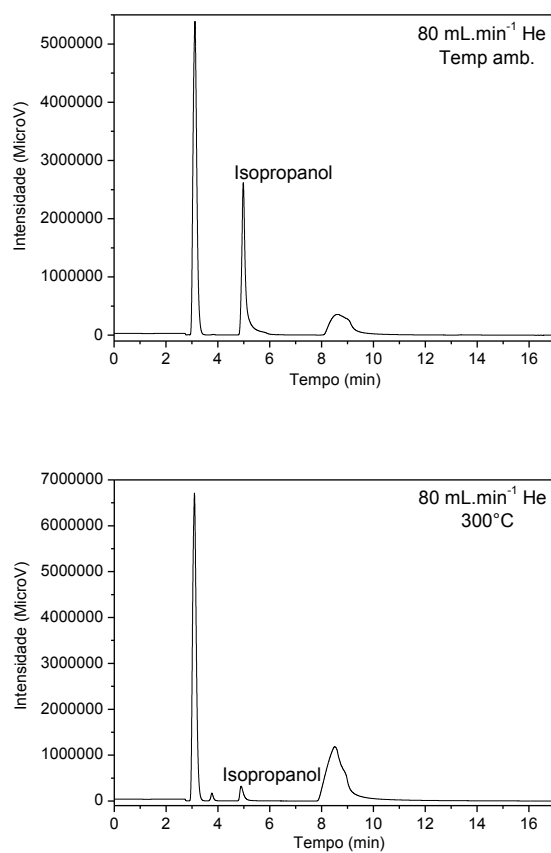 80 mL.min⁻¹ He
Temp amb.
Isopropanol
Intensidade (MicroV)
5000000
4000000
3000000
2000000
1000000
0
0 2 4 6 8 10 12 14 16
Tempo (min)
80 mL.min⁻¹ He
300°C
Isopropanol
Intensidade (MicroV)
7000000
6000000
5000000
4000000
3000000
2000000
1000000
0
0 2 4 6 8 10 12 14 16
Tempo (min)